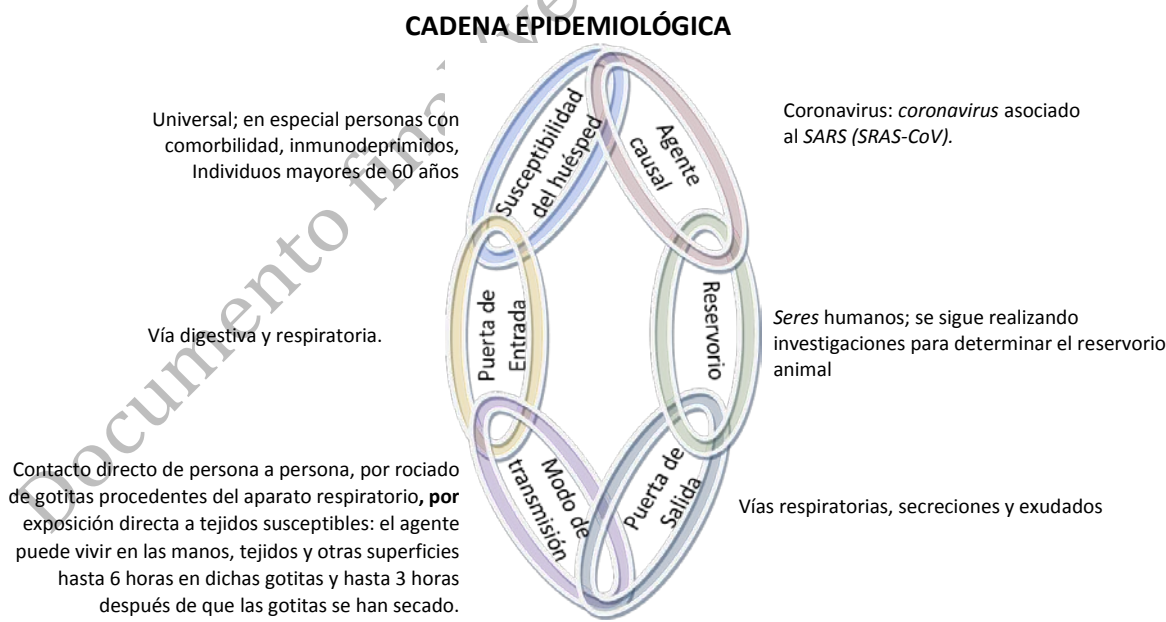 CADENA EPIDEMIOLÓGICA
Universal; en especial personas con
comorbilidad, inmunodeprimidos,
Individuos mayores de 60 años
Susceptibilidad
del huésped
Agente
causal
Coronavirus: coronavirus asociado
al SARS (SRAS-CoV).
Vía digestiva y respiratoria.
Puerta de
Entrada
Reservorio
Seres humanos; se sigue realizando
investigaciones para determinar el reservorio
animal
Contacto directo de persona a persona, por rociado
de gotitas procedentes del aparato respiratorio, por
exposición directa a tejidos susceptibles: el agente
puede vivir en las manos, tejidos y otras superficies
hasta 6 horas en dichas gotitas y hasta 3 horas
después de que las gotitas se han secado.
Modo de
transmisión
Puerta de
Salida
Vías respiratorias, secreciones y exudados
Documento